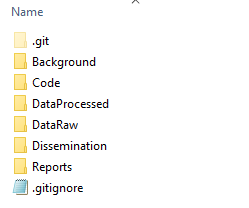 Name
.git
Background
Code
DataProcessed
DataRaw
Dissemination
Reports
.gitignore